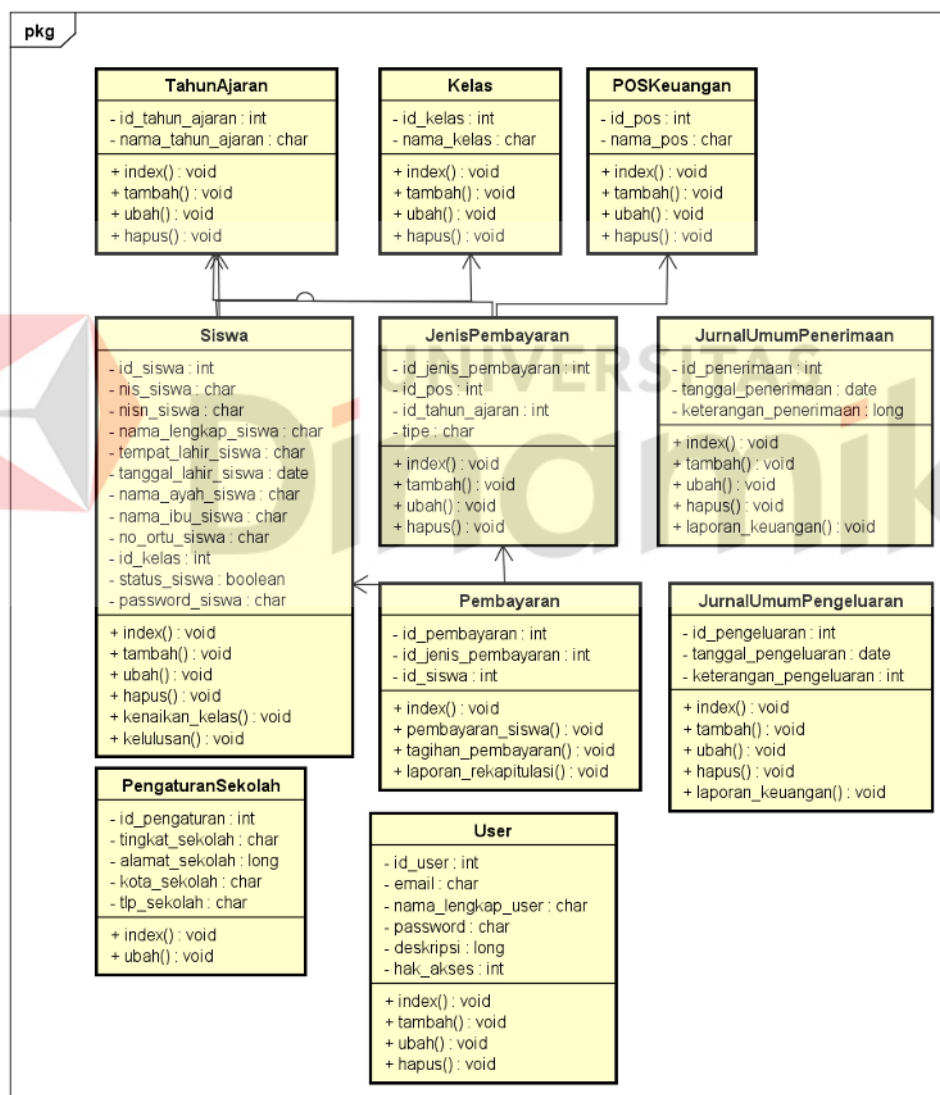 pkg
TahunAjaran
- id_tahun_ajaran : int
- nama_tahun_ajaran : char
+ index() : void
+ tambah() : void
+ ubah() : void
+ hapus() : void
Kelas
- id_kelas : int
- nama_kelas : char
+ index() : void
+ tambah() : void
+ ubah() : void
+ hapus() : void
POSKeuangan
- id_pos : int
- nama_pos : char
+ index() : void
+ tambah() : void
+ ubah() : void
+ hapus() : void
Siswa
- id_siswa : int
- nis_siswa : char
- nisn_siswa : char
- nama_lengkap_siswa : char
- tempat_lahir_siswa : char
- tanggal_lahir_siswa : date
- nama_ayah_siswa : char
- nama_ibu_siswa : char
- no_ortu_siswa : char
- id_kelas : int
- status_siswa : boolean
- password_siswa : char
+ index() : void
+ tambah() : void
+ ubah() : void
+ hapus() : void
+ kenaikan_kelas() : void
+ kelulusan() : void
JenisPembayaran
- id_jenis_pembayaran : int
- id_pos : int
- id_tahun_ajaran : int
- tipe : char
+ index() : void
+ tambah() : void
+ ubah() : void
+ hapus() : void
JurnalUmumPenerimaan
- id_penerimaan : int
- tanggal_penerimaan : date
- keterangan_penerimaan : long
+ index() : void
+ tambah() : void
+ ubah() : void
+ hapus() : void
+ laporan_keuangan() : void
Pembayaran
- id_pembayaran : int
- id_jenis_pembayaran : int
- id_siswa : int
+ index() : void
+ pembayaran_siswa() : void
+ tagihan_pembayaran() : void
+ laporan_rekapitulasi() : void
JurnalUmumPengeluaran
- id_pengeluaran : int
- tanggal_pengeluaran : date
- keterangan_pengeluaran : int
+ index() : void
+ tambah() : void
+ ubah() : void
+ hapus() : void
+ laporan_keuangan() : void
PengaturanSekolah
- id_pengaturan : int
- tingkat_sekolah : char
- alamat_sekolah : long
- kota_sekolah : char
- tlp_sekolah : char
+ index() : void
+ ubah() : void
User
- id_user : int
- email : char
- nama_lengkap_user : char
- password : char
- deskripsi : long
- hak_akses : int
+ index() : void
+ tambah() : void
+ ubah() : void
+ hapus() : void
UNIVERSITAS
Dinamik